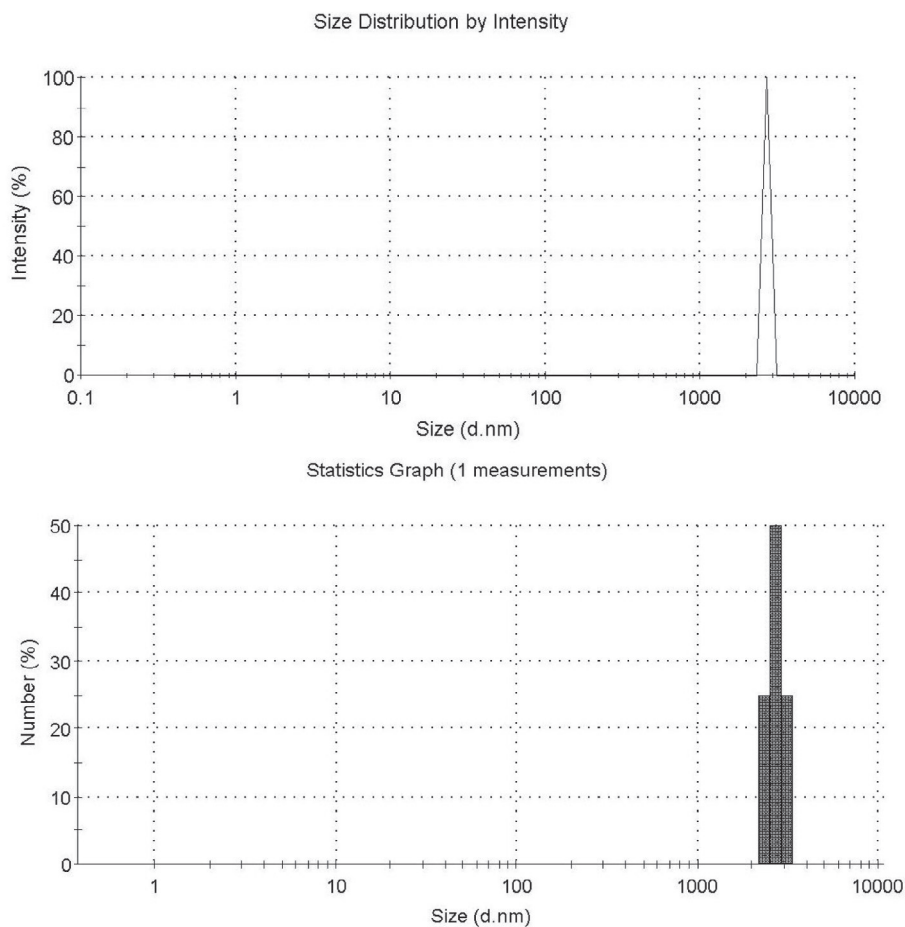 Size Distribution by Intensity
100
80
60
40
20
0
Intensity (%)
0.1 1 10 100 1000 10000
Size (d.nm)
Statistics Graph (1 measurements)
50
40
30
20
10
0
Number (%)
1 10 100 1000 10000
Size (d.nm)